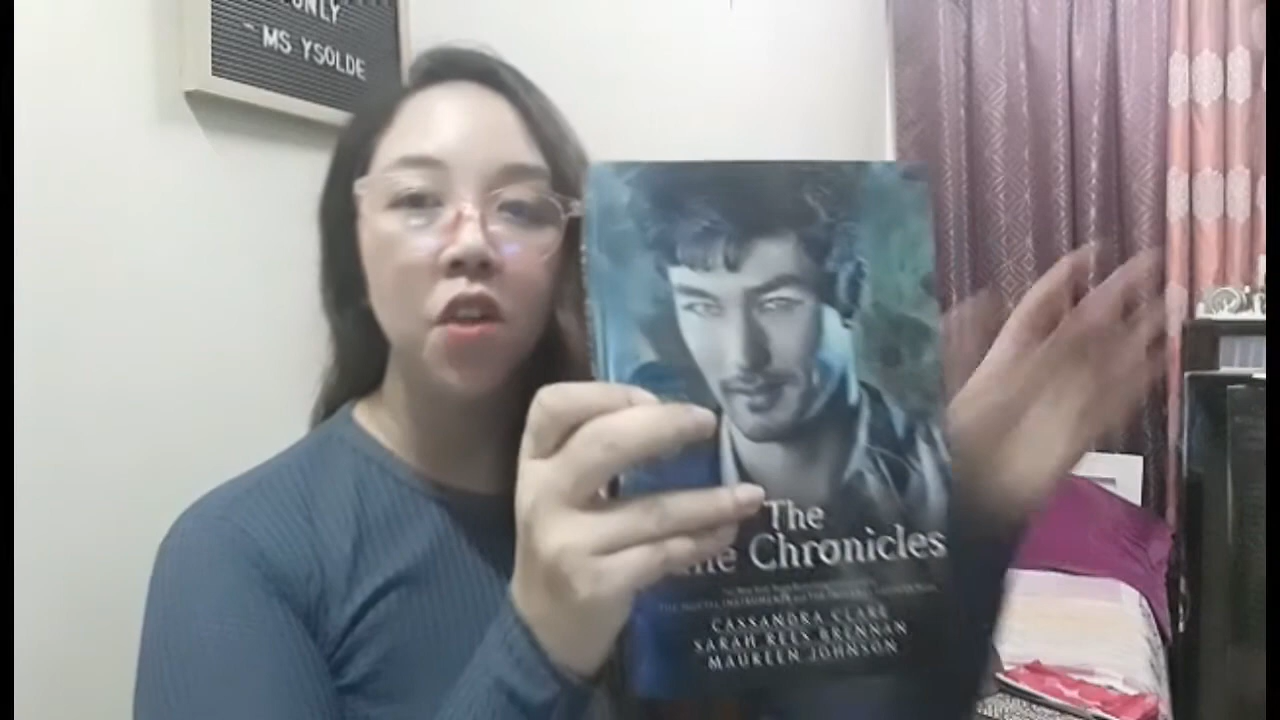 ONLY
- MS YSOLDE
The
Chronicles
CASSANDRA CLARE
SARAH REES BRENNAN
MAUREEN JOHNSON